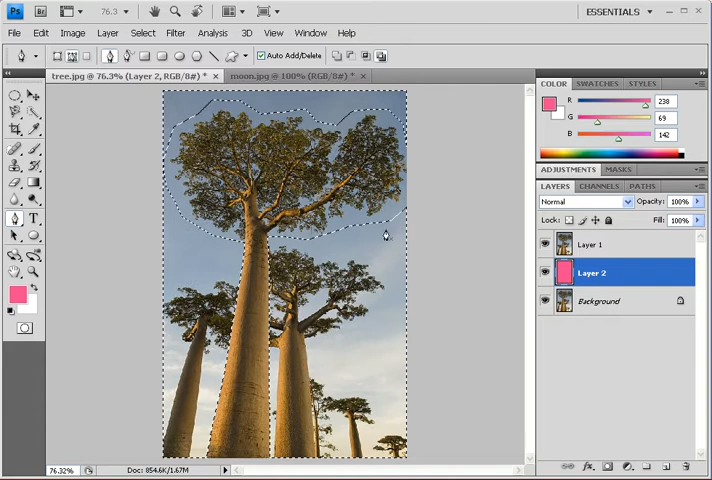 Ps Br 76.3 ESSENTIALS
File Edit Image Layer Select Filter Analysis 3D View Window Help
Auto Add/Delete
tree.jpg @ 76.3% (Layer 2, RGB/8#) * × moon.jpg @ 100% (RGB/8#) * ×
COLOR SWATCHES STYLES
R 238
G 69
B 142
ADJUSTMENTS MASKS
LAYERS CHANNELS PATHS
Normal Opacity: 100%
Lock: Fill: 100%
Layer 1
Layer 2
Background
T
fx
76.32% Doc: 854.6K/1.67M